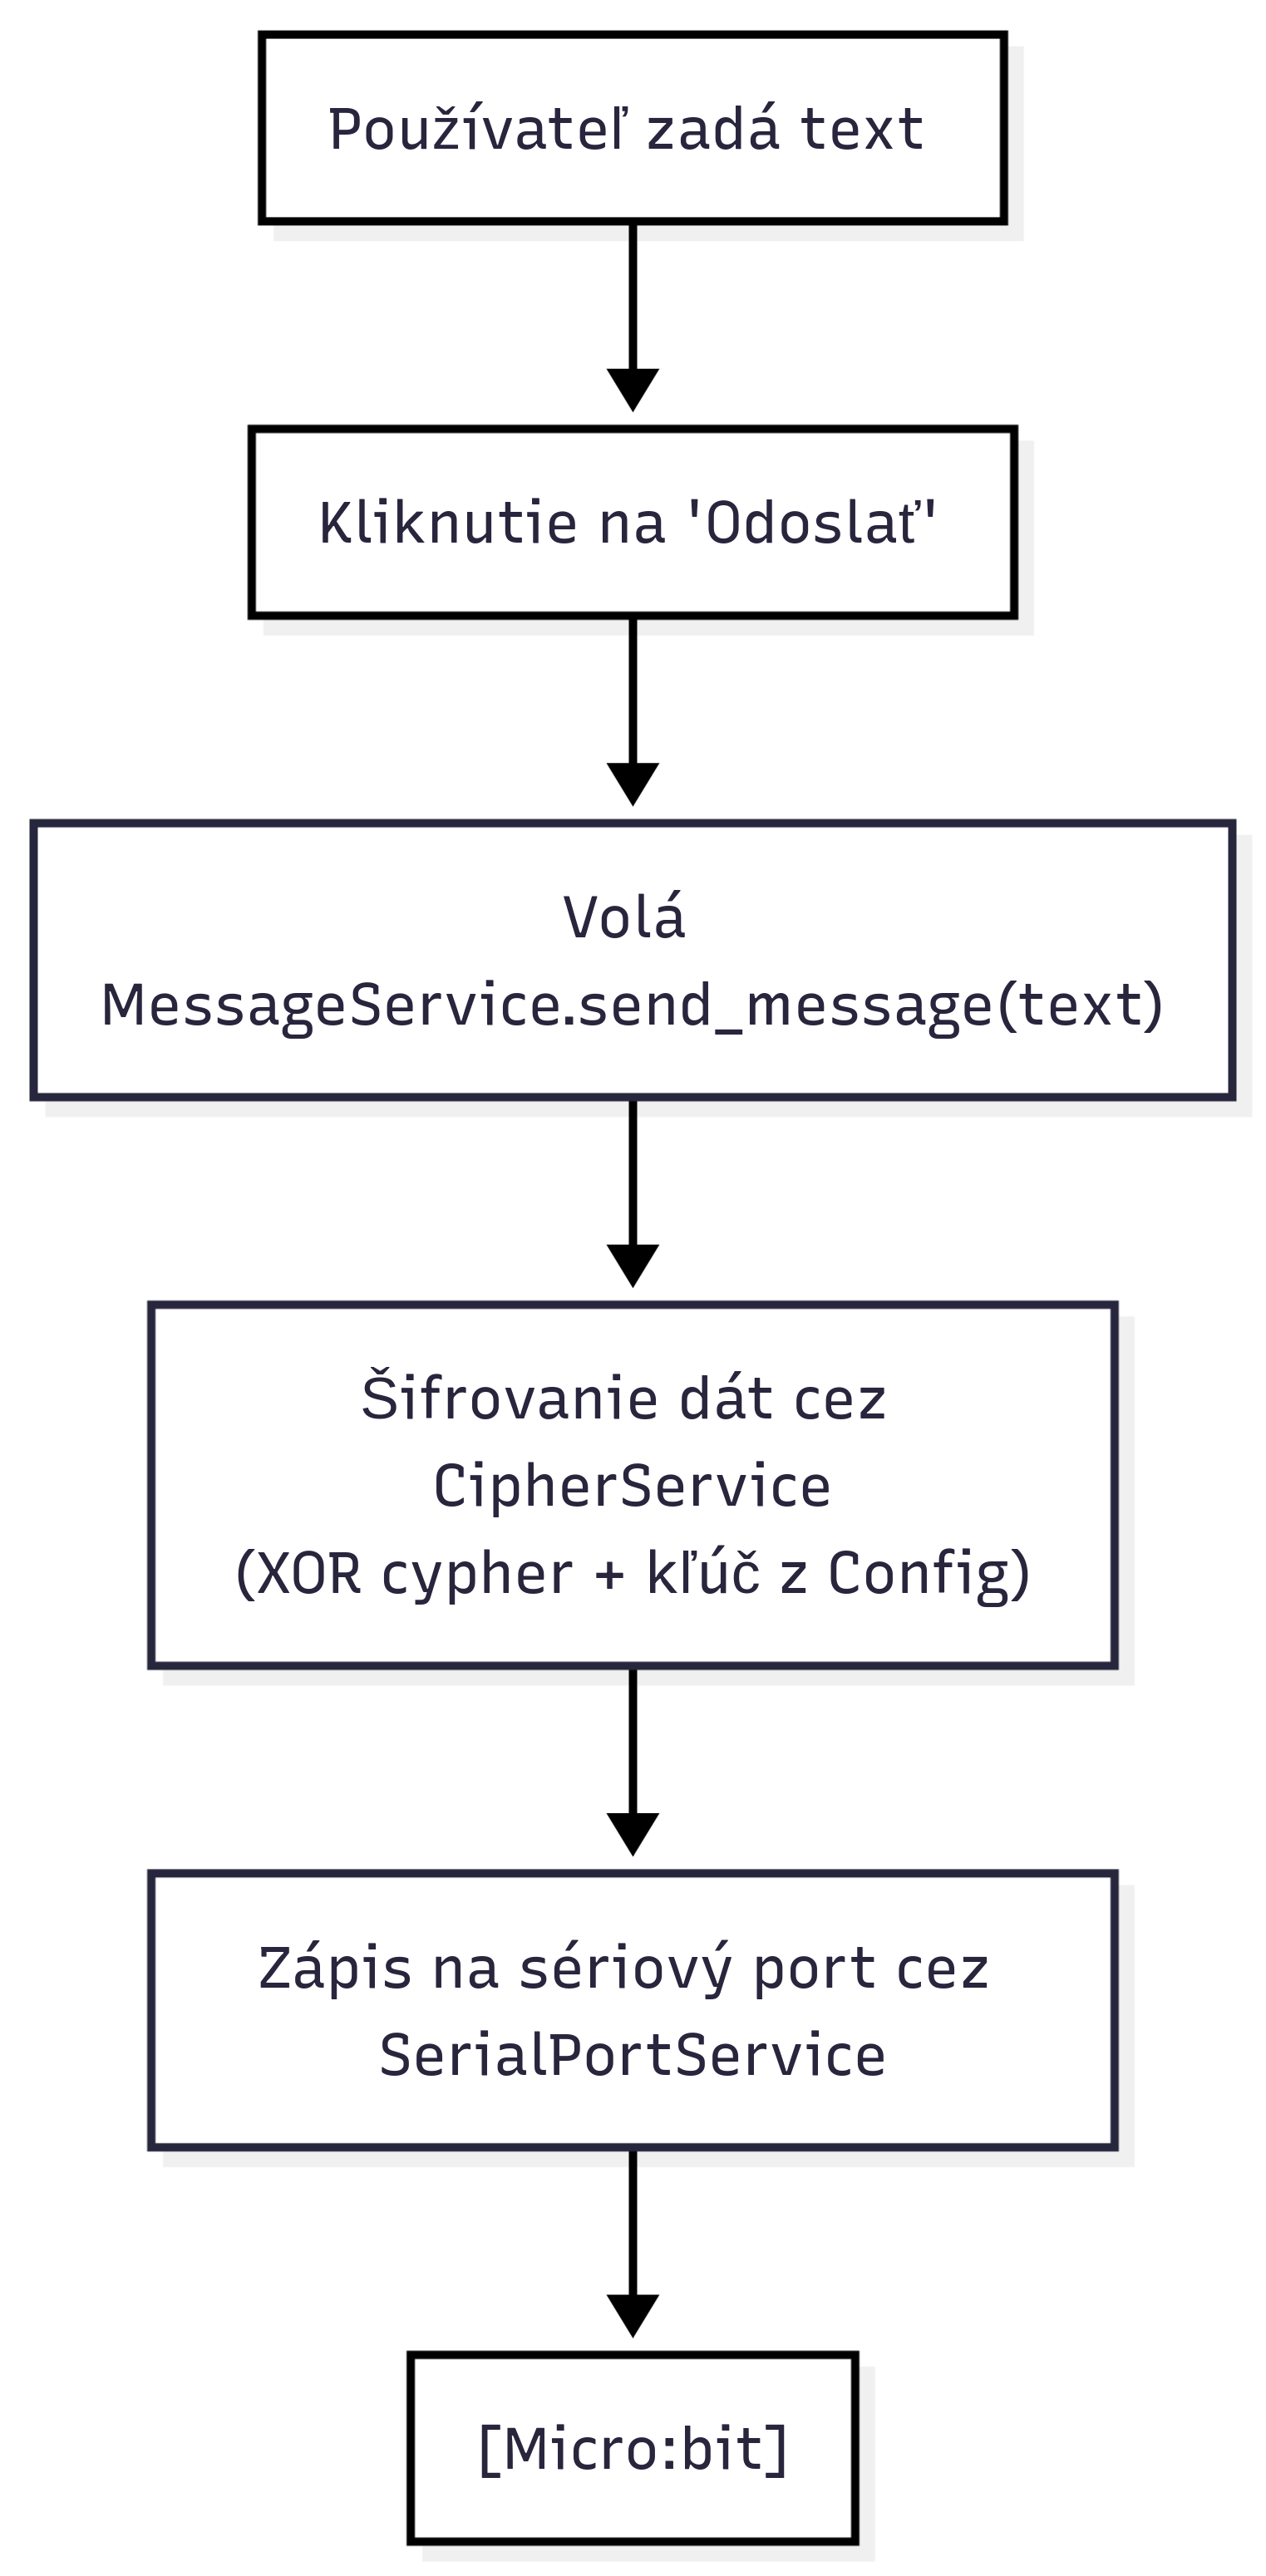 Používateľ zadá text
Kliknutie na 'Odoslať'
Volá
MessageService.send_message(text)
Šifrovanie dát cez
CipherService
(XOR cypher + kľúč z Config)
Zápis na sériový port cez
SerialPortService
[Micro:bit]